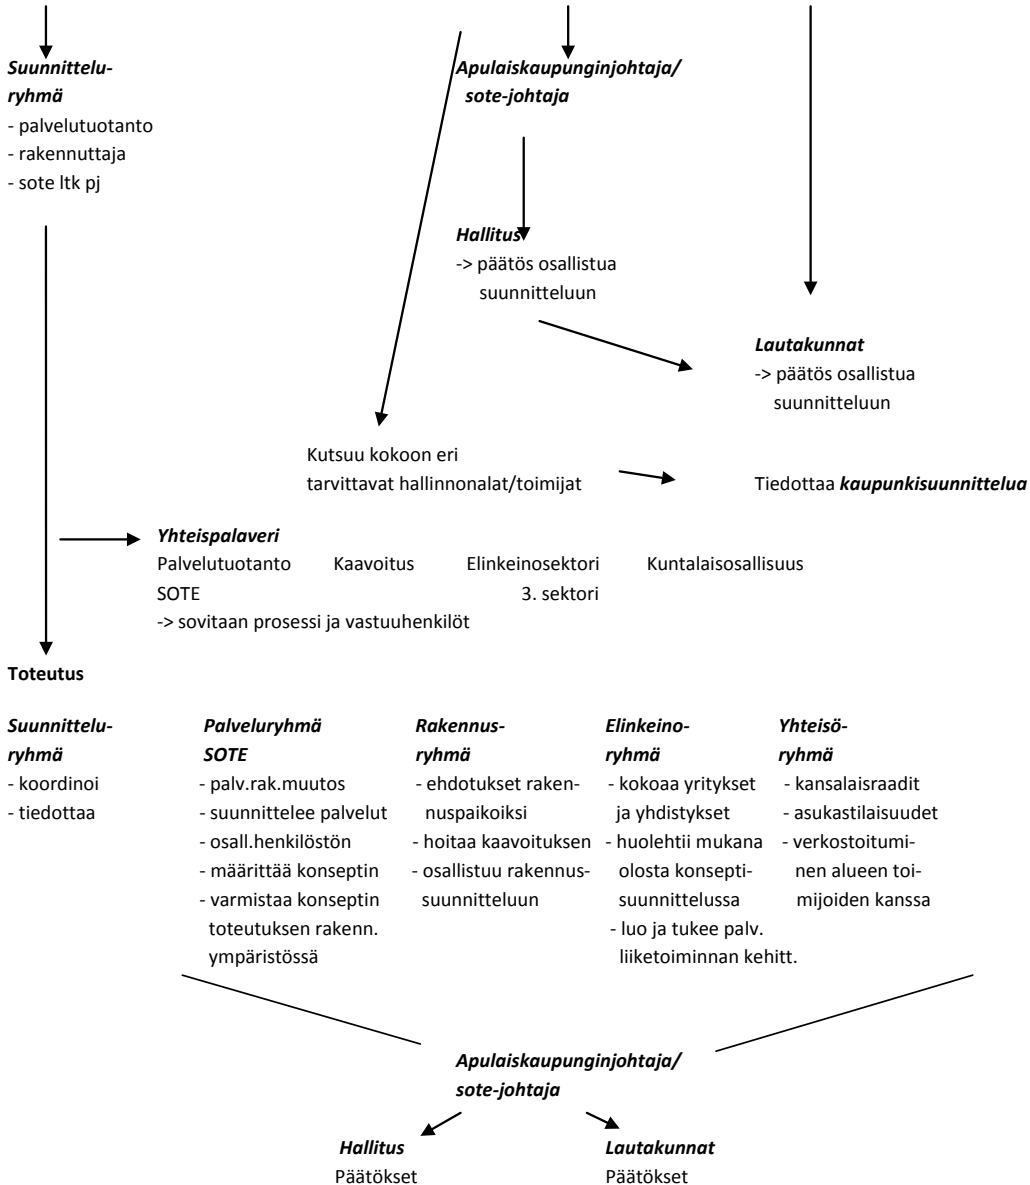 Suunnittelu-
ryhmä
- palvelutuotanto
- rakennuttaja
- sote ltk pj
Apulaiskaupunginjohtaja/
sote-johtaja
Hallitus
-> päätös osallistua
suunnitteluun
Lautakunnat
-> päätös osallistua
suunnitteluun
Kutsuu kokoon eri
tarvittavat hallinnonalat/toimijat
Tiedottaa kaupunkisuunnittelua
Yhteispalaveri
Palvelutuotanto Kaavoitus Elinkeinosektori Kuntalaisosallisuus
SOTE 3. sektori
-> sovitaan prosessi ja vastuuhenkilöt
Toteutus
Suunnittelu-
ryhmä
- koordinoi
- tiedottaa
Palveluryhmä
SOTE
- palv.rak.muutos
- suunnittelee palvelut
- osall.henkilöstön
- määrittää konseptin
- varmistaa konseptin
toteutuksen rakenn.
ympäristössä
Rakennus-
ryhmä
- ehdotukset raken-
nuspaikoiksi
- hoitaa kaavoituksen
- osallistuu rakennus-
suunnitteluun
Elinkeino-
ryhmä
- kokoaa yritykset
ja yhdistykset
- huolehtii mukana
olosta konsepti-
suunnittelussa
- luo ja tukee palv.
liiketoiminnan kehitt.
Yhteisö-
ryhmä
- kansalaisraadit
- asukastilaisuudet
- verkostoitumi-
nen alueen toi-
mijoiden kanssa
Apulaiskaupunginjohtaja/
sote-johtaja
Hallitus
Päätökset
Lautakunnat
Päätökset